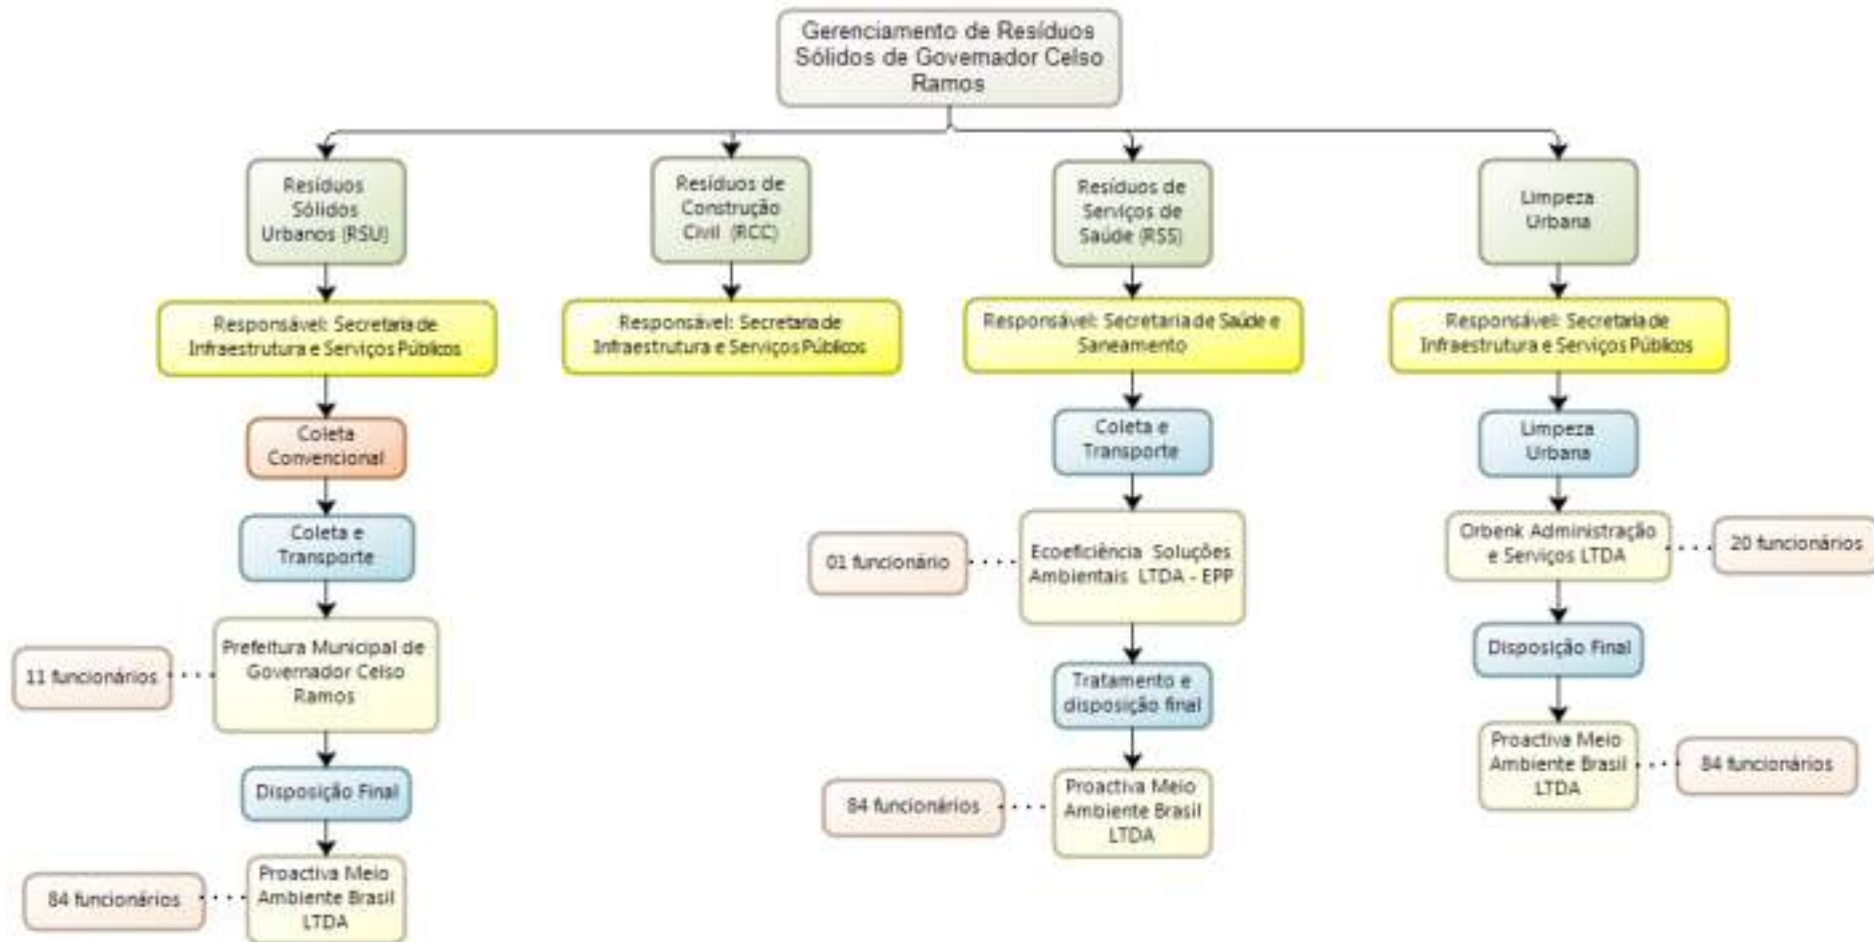 Gerenciamento de Resíduos
Sólidos de Governador Celso
Ramos
Resíduos
Sólidos
Urbanos (RSU)
Resíduos de
Construção
Civil (RCC)
Resíduos de
Serviços de
Saúde (RSS)
Limpeza
Urbana
Responsável: Secretaria de
Infraestrutura e Serviços Públicos
Responsável: Secretaria de
Infraestrutura e Serviços Públicos
Responsável: Secretaria de Saúde e
Saneamento
Responsável: Secretaria de
Infraestrutura e Serviços Públicos
Coleta
Convencional
Coleta e
Transporte
Limpeza
Urbana
Coleta e
Transporte
01 funcionário
Ecoeficiência Soluções
Ambientais LTDA - EPP
Orbenk Administração
e Serviços LTDA
20 funcionários
11 funcionários
Prefeitura Municipal de
Governador Celso
Ramos
Tratamento e
disposição final
Disposição Final
Disposição Final
84 funcionários
Proactiva Meio
Ambiente Brasil
LTDA
Proactiva Meio
Ambiente Brasil
LTDA
84 funcionários
84 funcionários
Proactiva Meio
Ambiente Brasil
LTDA